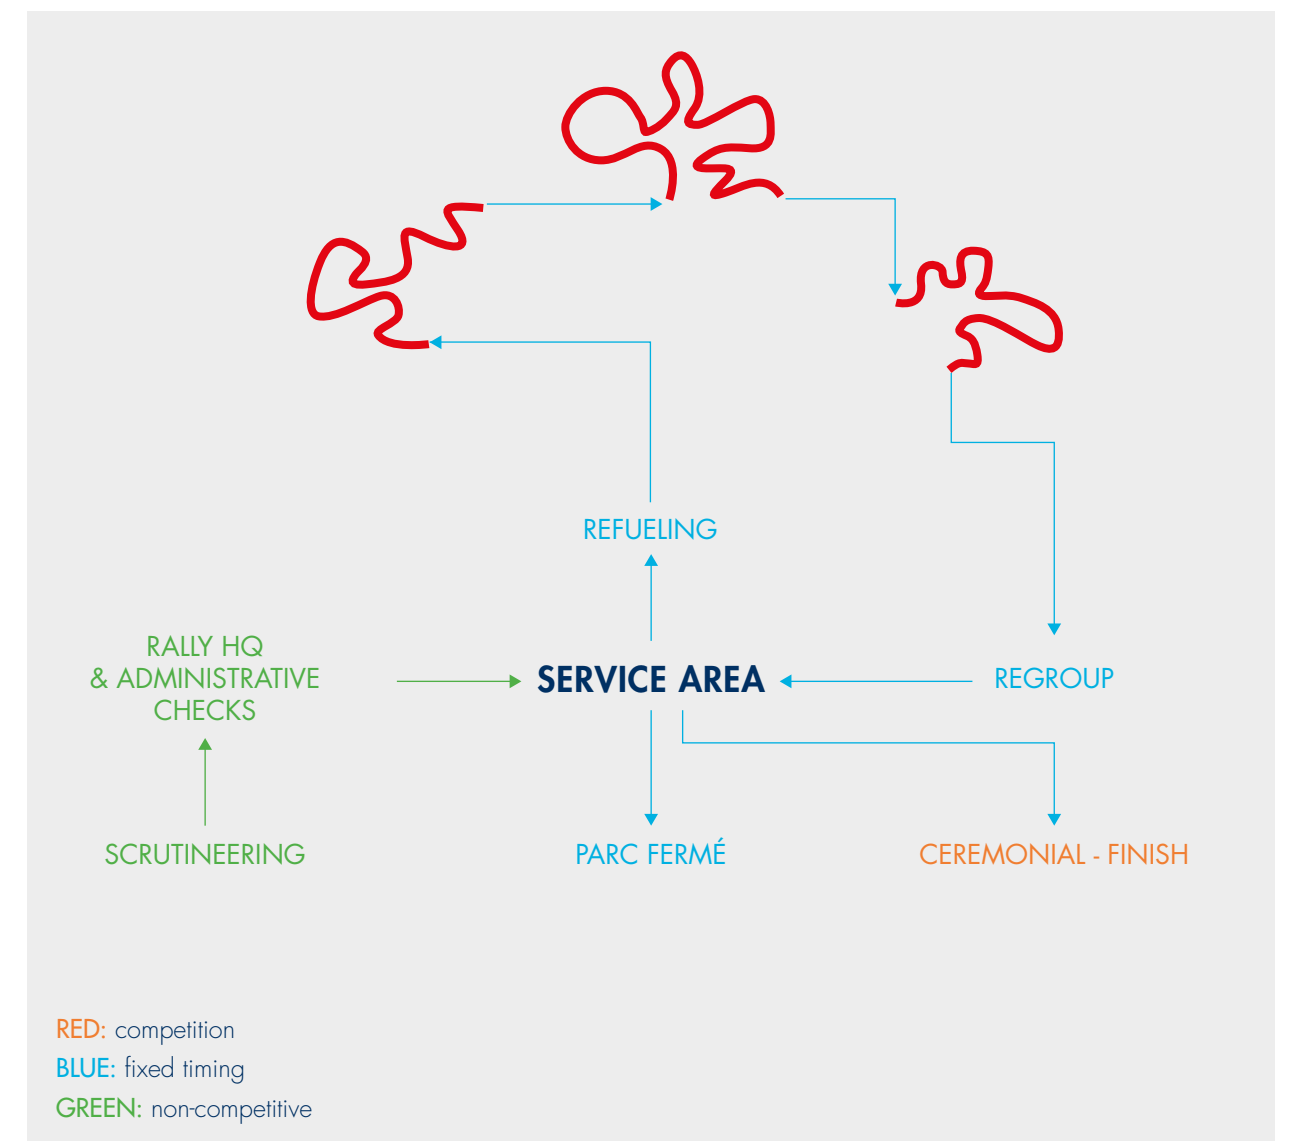 REFUELING
RALLY HQ
& ADMINISTRATIVE
CHECKS
SERVICE AREA
REGROUP
SCRUTINEERING
PARC FERMÉ
CEREMONIAL - FINISH
RED: competition
BLUE: fixed timing
GREEN: non-competitive